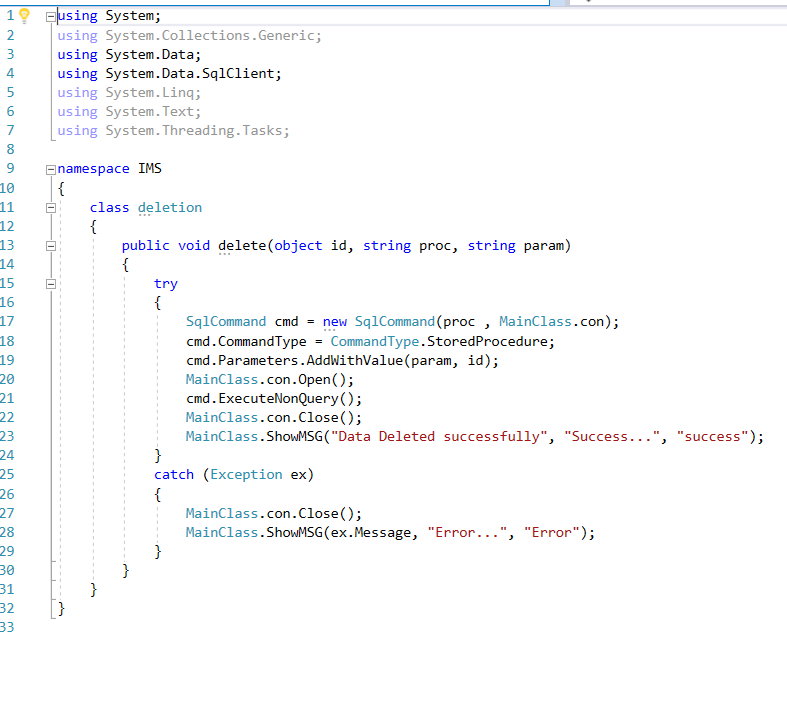 1 using System;
2 using System.Collections.Generic;
3 using System.Data;
4 using System.Data.SqlClient;
5 using System.Linq;
6 using System.Text;
7 using System.Threading.Tasks;
8
9 namespace IMS
10 {
11     class deletion
12     {
13         public void delete(object id, string proc, string param)
14         {
15             try
16             {
17                 SqlCommand cmd = new SqlCommand(proc , MainClass.con);
18                 cmd.CommandType = CommandType.StoredProcedure;
19                 cmd.Parameters.AddWithValue(param, id);
20                 MainClass.con.Open();
21                 cmd.ExecuteNonQuery();
22                 MainClass.con.Close();
23                 MainClass.ShowMSG("Data Deleted successfully", "Success...", "success");
24             }
25             catch (Exception ex)
26             {
27                 MainClass.con.Close();
28                 MainClass.ShowMSG(ex.Message, "Error...", "Error");
29             }
30         }
31     }
32 }
33